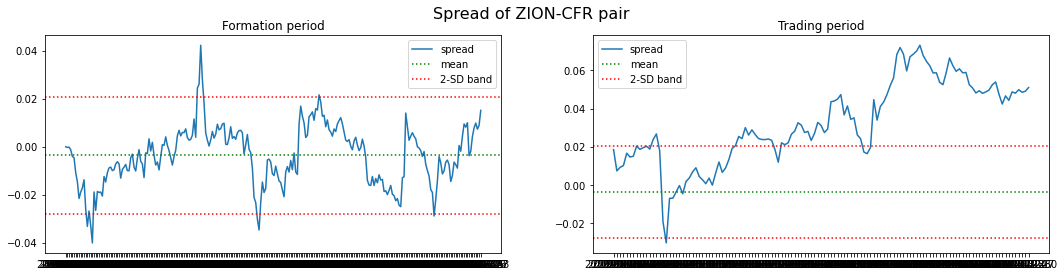 Spread of ZION-CFR pair
Formation period
0.04
0.02
0.00
−0.02
−0.04
spread
mean
2-SD band
Trading period
0.06
0.04
0.02
0.00
−0.02
spread
mean
2-SD band